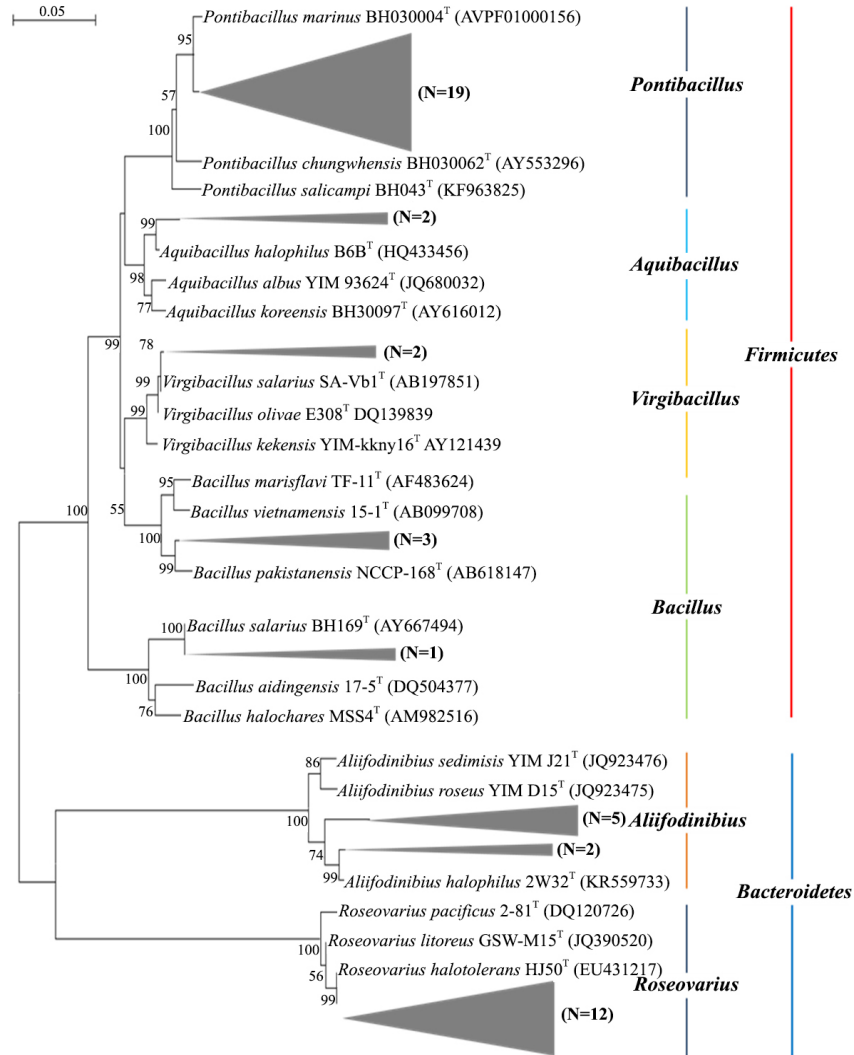 0.05
Pontibacillus marinus BH030004T (AVPF01000156)
95
(N=19)
Pontibacillus
57
100
Pontibacillus chungwhensis BH030062T (AY553296)
Pontibacillus salicampi BH043T (KF963825)
99
(N=2)
Aquibacillus halophilus B6BT (HQ433456)
Aquibacillus
98
Aquibacillus albus YIM 93624T (JQ680032)
77
Aquibacillus koreensis BH30097T (AY616012)
99
78
(N=2)
Firmicutes
99
Virgibacillus salarius SA-Vb1T (AB197851)
Virgibacillus
99
Virgibacillus olivae E308T DQ139839
Virgibacillus kekensis YIM-kkny16T AY121439
95
Bacillus marisflavi TF-11T (AF483624)
100
55
Bacillus vietnamensis 15-1T (AB099708)
100
(N=3)
99
Bacillus pakistanensis NCCP-168T (AB618147)
Bacillus
100
Bacillus salarius BH169T (AY667494)
(N=1)
100
Bacillus aidingensis 17-5T (DQ504377)
76
Bacillus halochares MSS4T (AM982516)
86
Aliifodinibius sedimisis YIM J21T (JQ923476)
Aliifodinibius roseus YIM D15T (JQ923475)
100
(N=5)
Aliifodinibius
74
(N=2)
99
Aliifodinibius halophilus 2W32T (KR559733)
Bacteroidetes
Roseovarius pacificus 2-81T (DQ120726)
100
Roseovarius litoreus GSW-M15T (JQ390520)
56
Roseovarius halotolerans HJ50T (EU431217)
Roseovarius
99
(N=12)